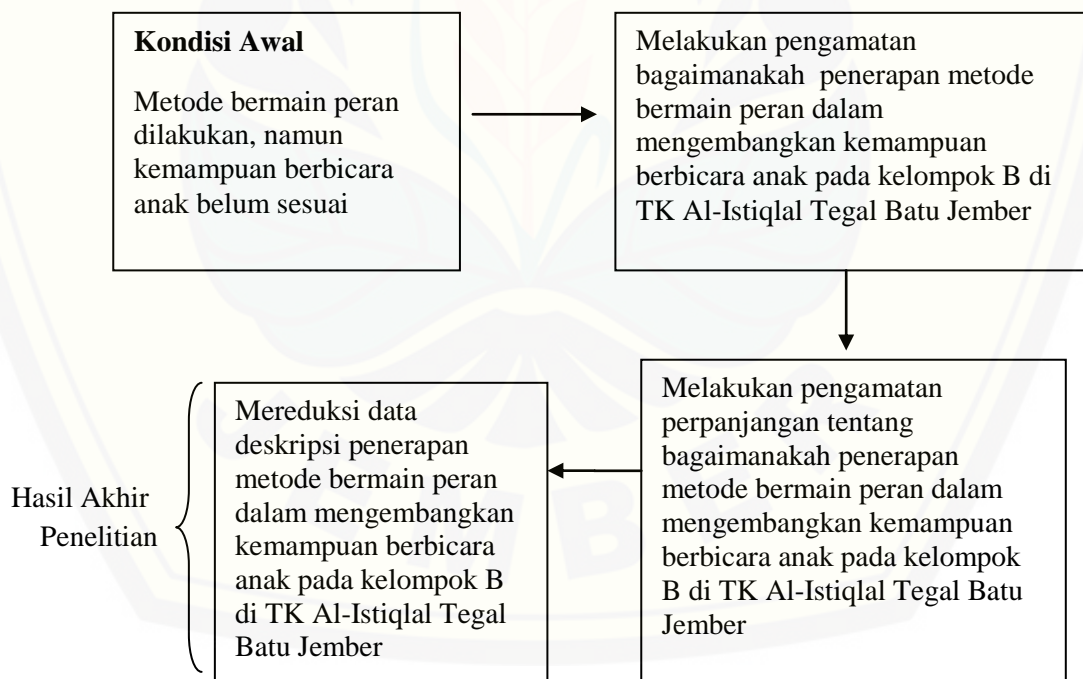 Kondisi Awal
Metode bermain peran
dilakukan, namun
kemampuan berbicara
anak belum sesuai
Melakukan pengamatan
bagaimanakah penerapan metode
bermain peran dalam
mengembangkan kemampuan
berbicara anak pada kelompok B di
TK Al-Istiqlal Tegal Batu Jember
Melakukan pengamatan
perpanjangan tentang
bagaimanakah penerapan
metode bermain peran dalam
mengembangkan kemampuan
berbicara anak pada kelompok
B di TK Al-Istiqlal Tegal Batu
Jember
Mereduksi data
deskripsi penerapan
metode bermain peran
dalam mengembangkan
kemampuan berbicara
anak pada kelompok B
di TK Al-Istiqlal Tegal
Batu Jember
Hasil Akhir
Penelitian
JEMBER